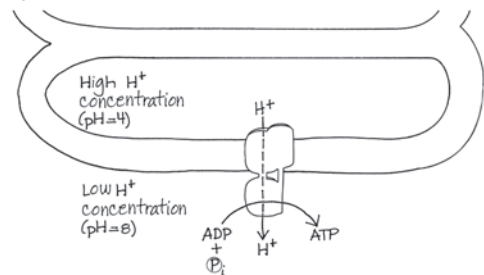 High H⁺
concentration
(pH=4)
H⁺
Low H⁺
concentration
(pH=8)
ADP
+
Ⓟi
H⁺
ATP